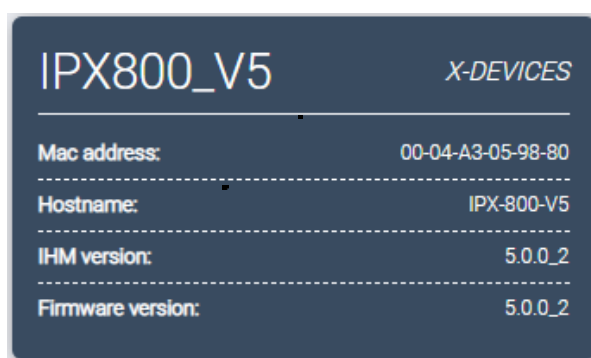 IPX800_V5 X-DEVICES
Mac address: 00-04-A3-05-98-80
Hostname: IPX-800-V5
IHM version: 5.0.0_2
Firmware version: 5.0.0_2